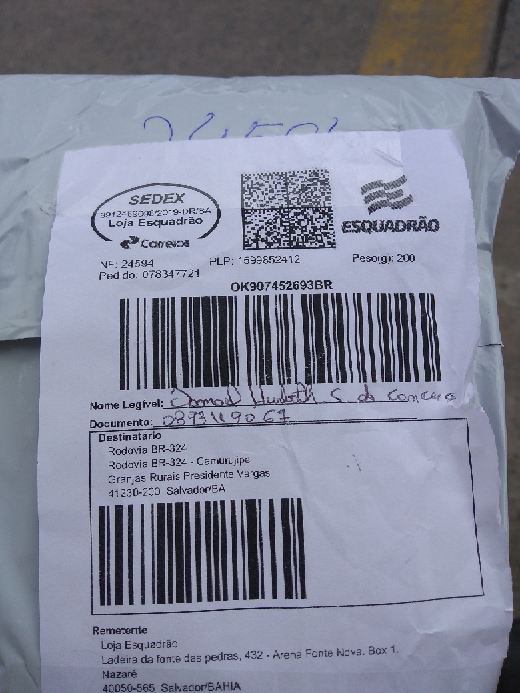 SEDEX
Loja Esquadrão
Correios
ESQUADRÃO
NF: 24594
PLP: 1599852412
Peso(g): 200
Pedido: 078347721
OK907452693BR
Nome Legível:
Documento:
Destinatário
Rodovia BR-324
Rodovia BR-324 - Camurujipe
Granjas Rurais Presidente Vargas
41230-200 Salvador/BA
Remetente
Loja Esquadrão
Ladeira da fonte das pedras, 432 - Arena Fonte Nova. Box 1,
Nazaré
40050-565 Salvador/BAHIA